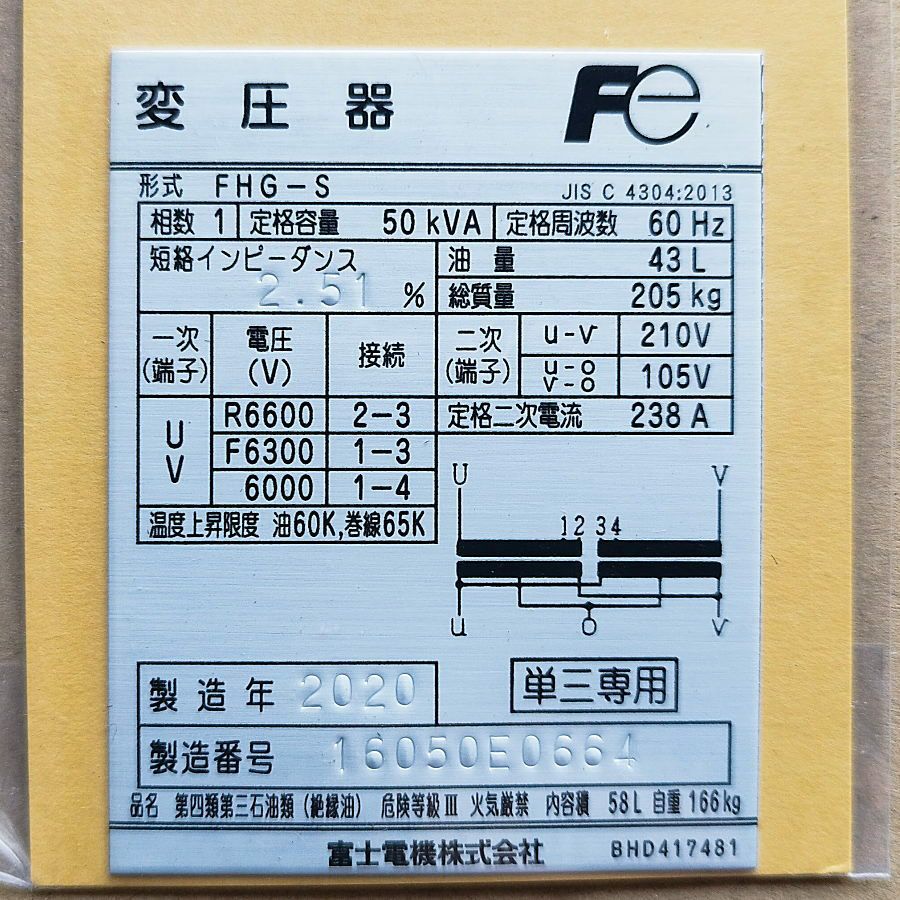 変圧器 Fe
形式 FHG-S JIS C 4304:2013
相数 1 定格容量 50 kVA 定格周波数 60 Hz
短絡インピーダンス 2.51 %
油量 43 L
総質量 205 kg
一次(端子) 電圧(V) 接続
U V R6600 2-3
F6300 1-3
6000 1-4
二次(端子) u-v 210V
u-o v-o 105V
定格二次電流 238 A
温度上昇限度 油60K,巻線65K
U V
1 2 3 4
u o v
製造年 2020
単三専用
製造番号 16050E0664
品名 第四類第三石油類(絶縁油) 危険等級III 火気厳禁 内容積 58L 自重 166kg
富士電機株式会社 BHD417481